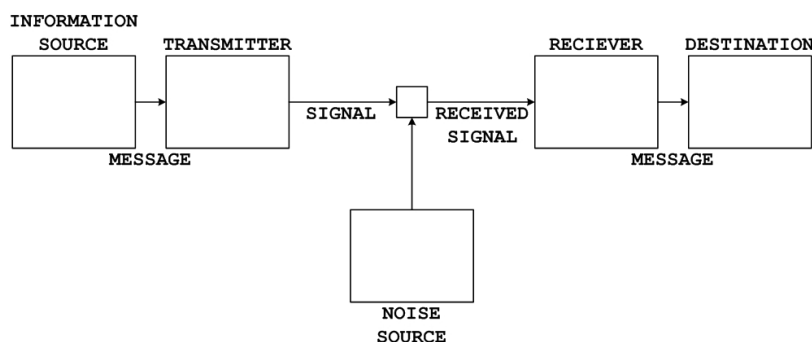 INFORMATION
SOURCE
TRANSMITTER
RECIEVER
DESTINATION
SIGNAL
RECEIVED
SIGNAL
MESSAGE
MESSAGE
NOISE
SOURCE